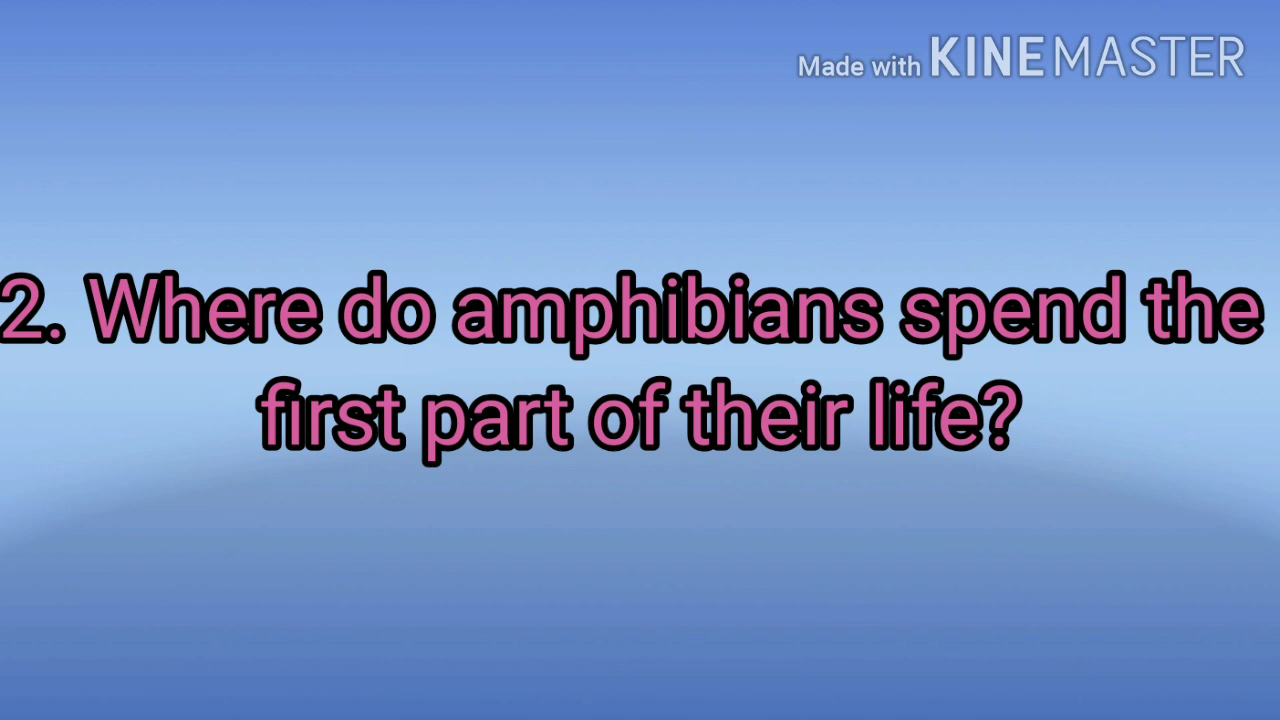 Made with KINEMASTER
2. Where do amphibians spend the
first part of their life?